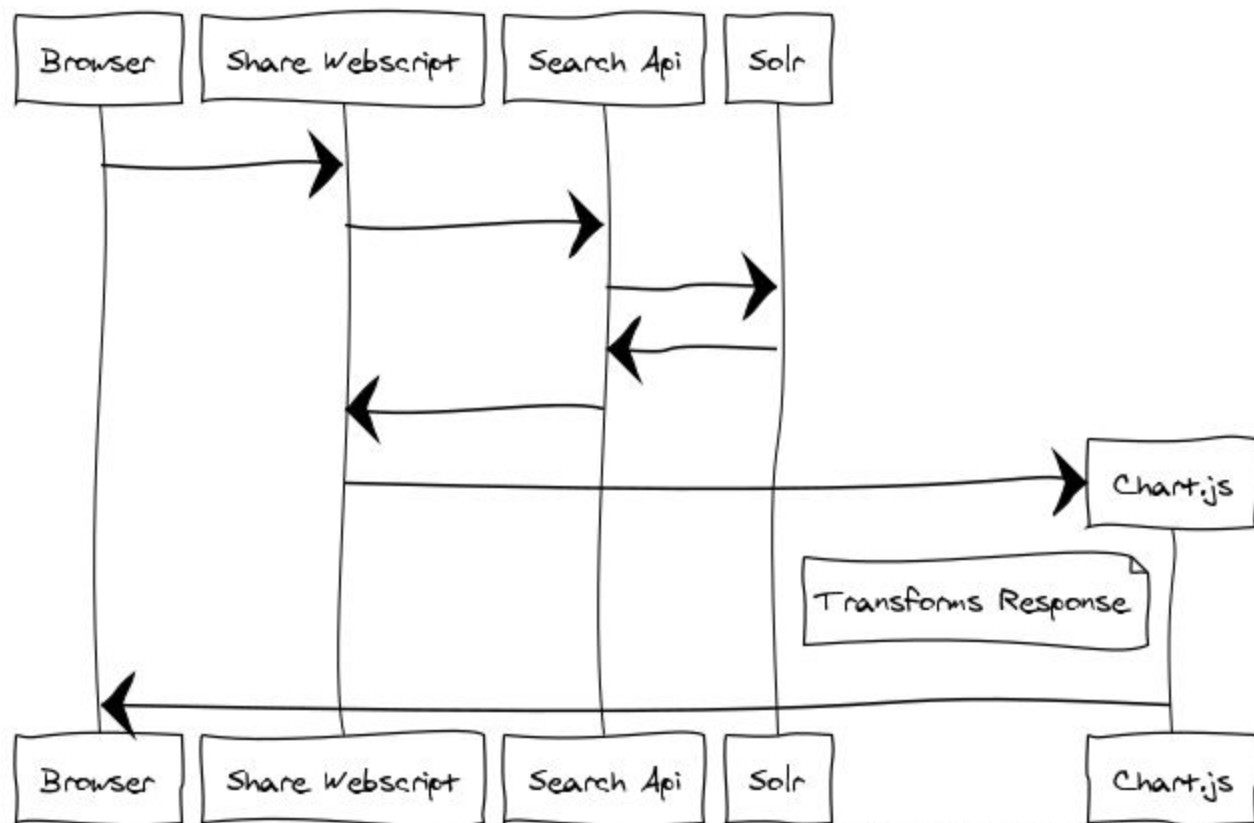 Browser
Share Webscript
Search Api
Solr
Chart.js
Transforms Response
Browser
Share Webscript
Search Api
Solr
Chart.js